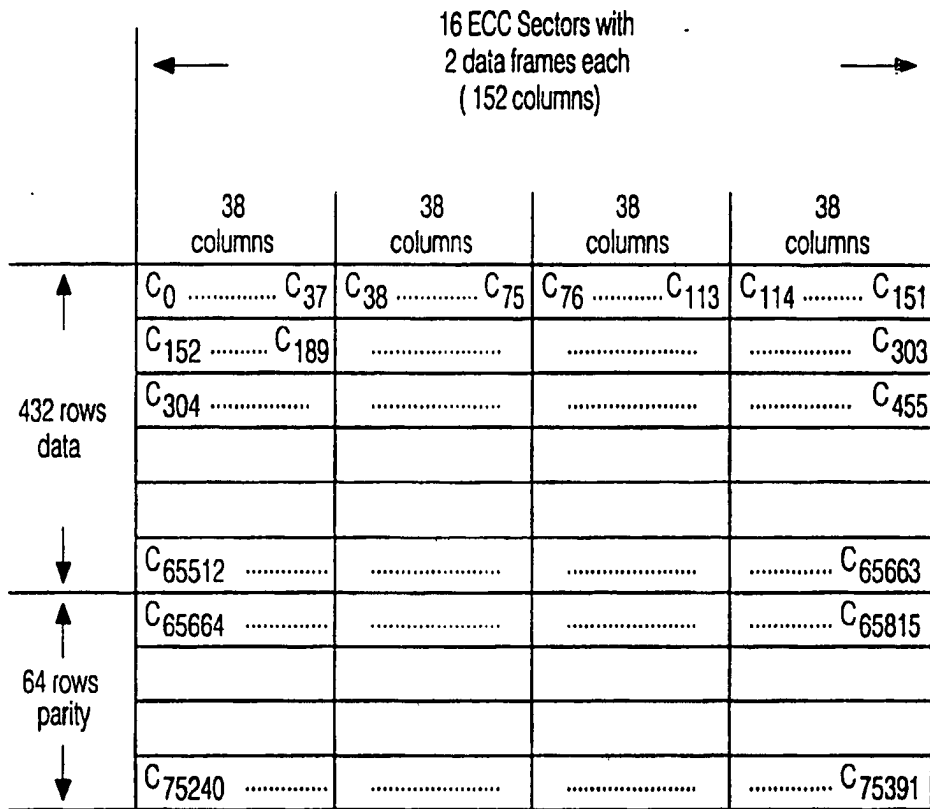 16 ECC Sectors with
2 data frames each
( 152 columns)
38 columns
38 columns
38 columns
38 columns
C0 ............. C37 C38 ............ C75 C76 ...........C113 C114 ......... C151
C152 ........ C189 ................... ................... ............... C303
C304 ............... ................... ................... ............... C455
432 rows
data
C65512 ............ ................... ................... ............ C65663
C65664 ............ ................... ................... ............ C65815
64 rows
parity
C75240 ............ ................... ................... ............ C75391